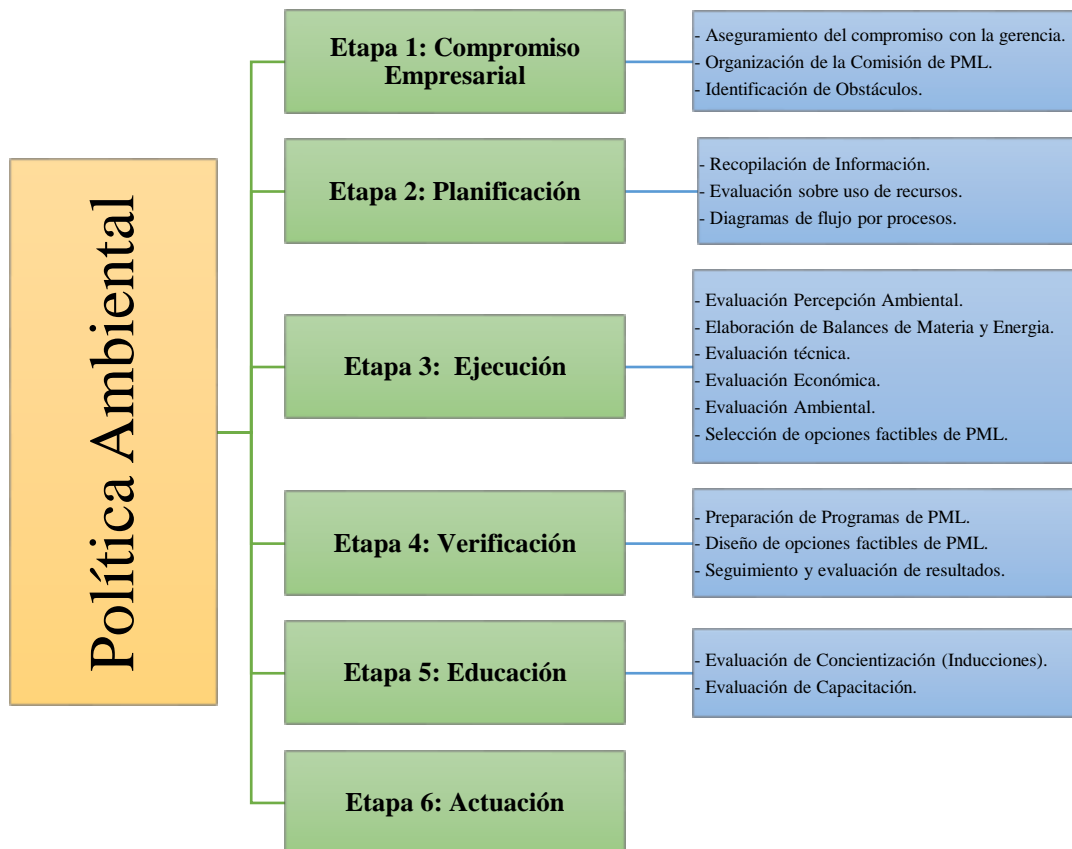 Política Ambiental
Etapa 1: Compromiso
Empresarial
- Aseguramiento del compromiso con la gerencia.
- Organización de la Comisión de PML.
- Identificación de Obstáculos.
Etapa 2: Planificación
- Recopilación de Información.
- Evaluación sobre uso de recursos.
- Diagramas de flujo por procesos.
Etapa 3: Ejecución
- Evaluación Percepción Ambiental.
- Elaboración de Balances de Materia y Energia.
- Evaluación técnica.
- Evaluación Económica.
- Evaluación Ambiental.
- Selección de opciones factibles de PML.
Etapa 4: Verificación
- Preparación de Programas de PML.
- Diseño de opciones factibles de PML.
- Seguimiento y evaluación de resultados.
Etapa 5: Educación
- Evaluación de Concientización (Inducciones).
- Evaluación de Capacitación.
Etapa 6: Actuación